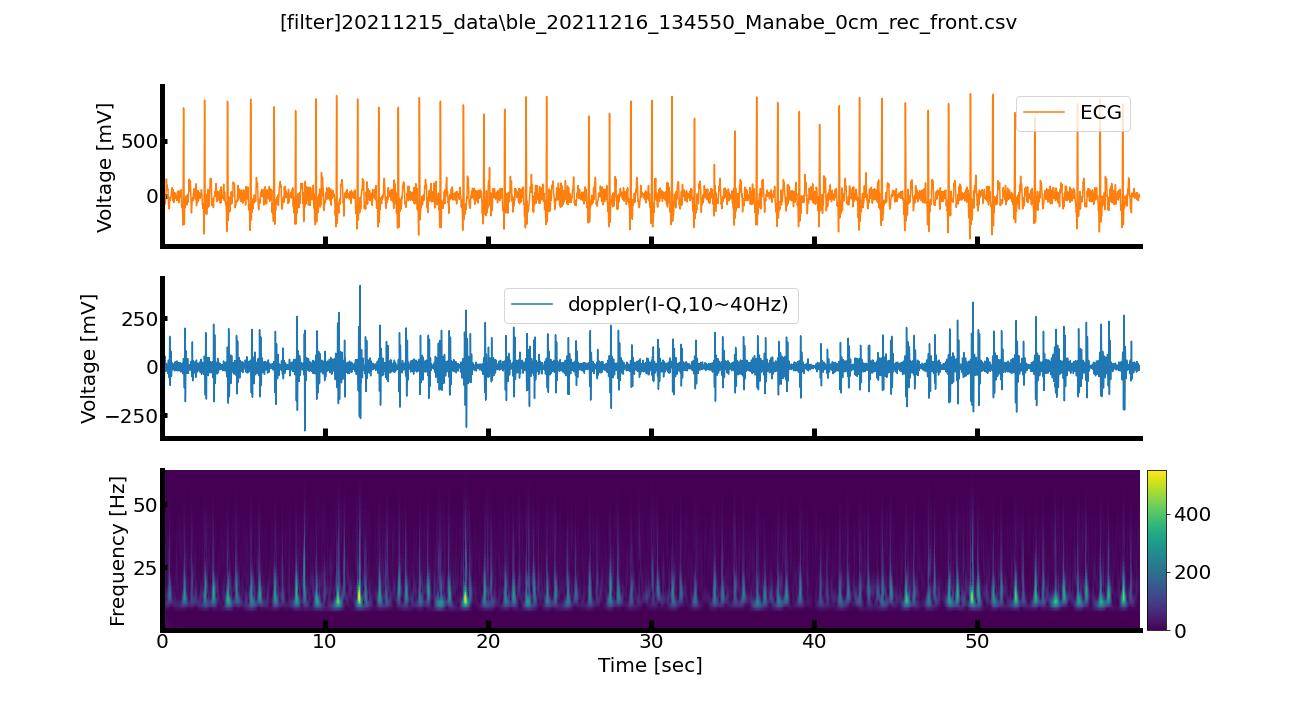 [filter]20211215_data\ble_20211216_134550_Manabe_0cm_rec_front.csv
Voltage [mV]
500
0
ECG
Voltage [mV]
250
0
−250
doppler(I-Q,10~40Hz)
Frequency [Hz]
50
25
400
200
0
0 10 20 30 40 50
Time [sec]